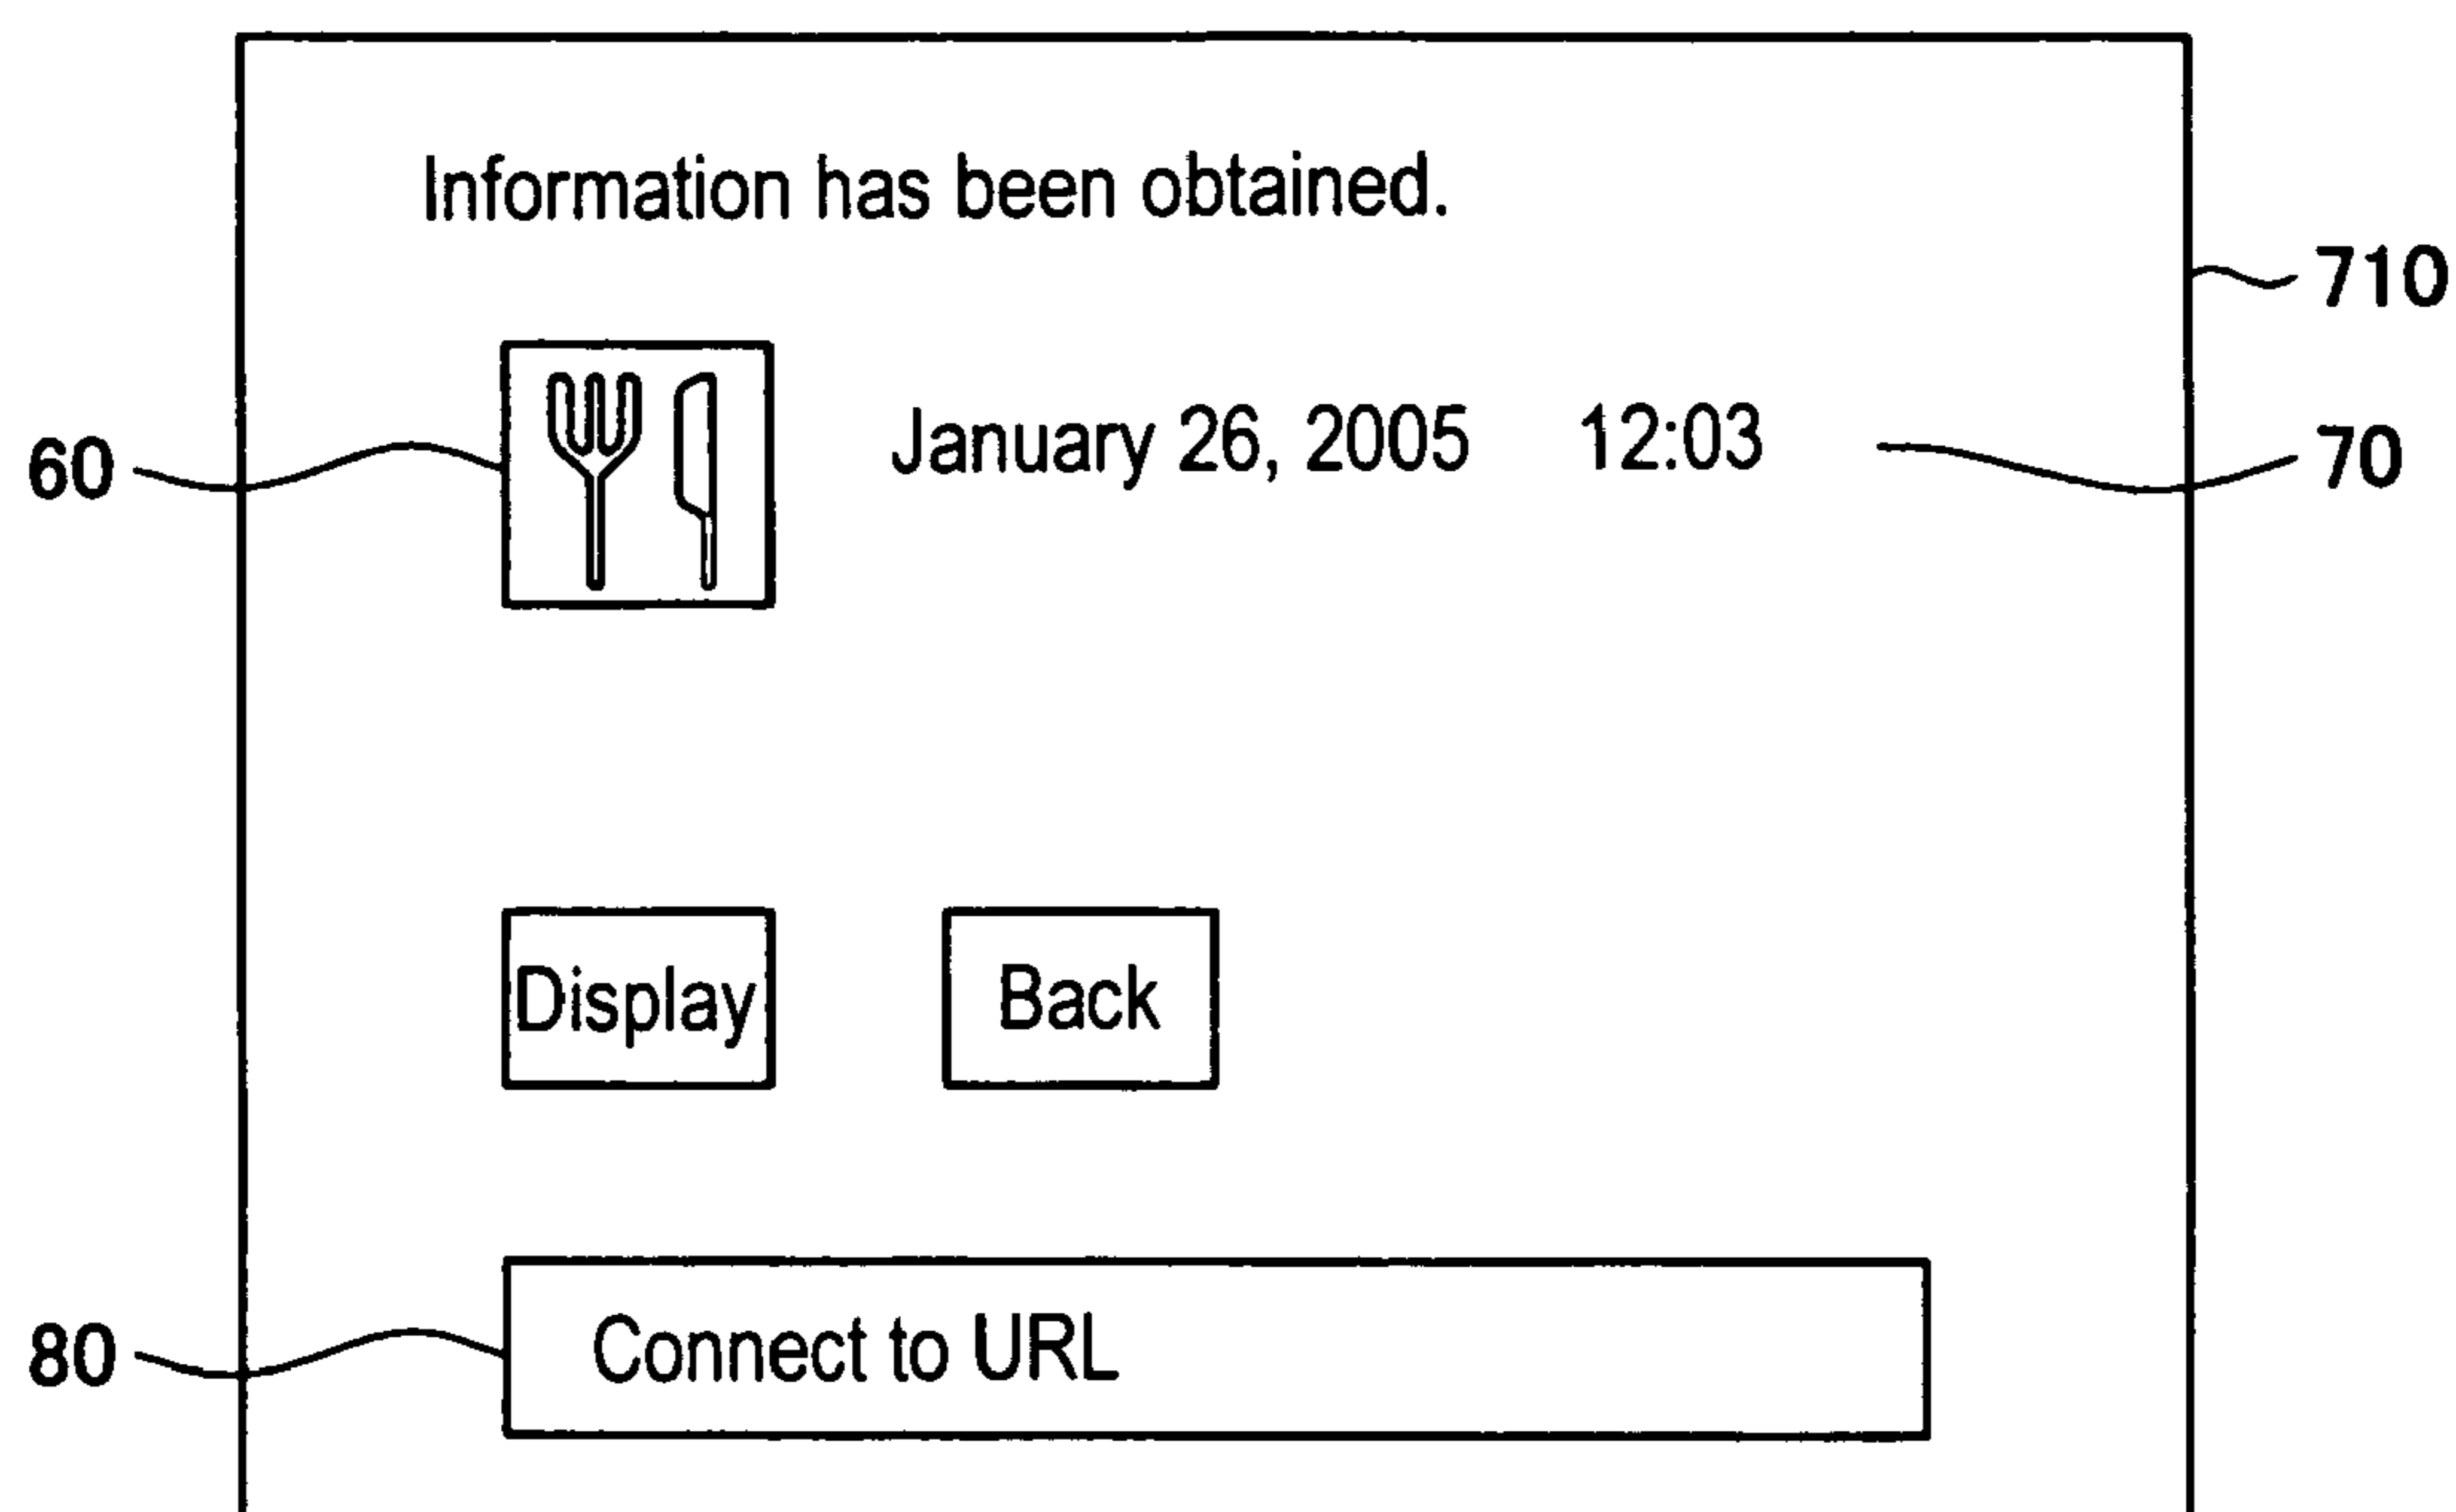 Information has been obtained.
710
60
January 26, 2005 12:03
70
Display
Back
80
Connect to URL